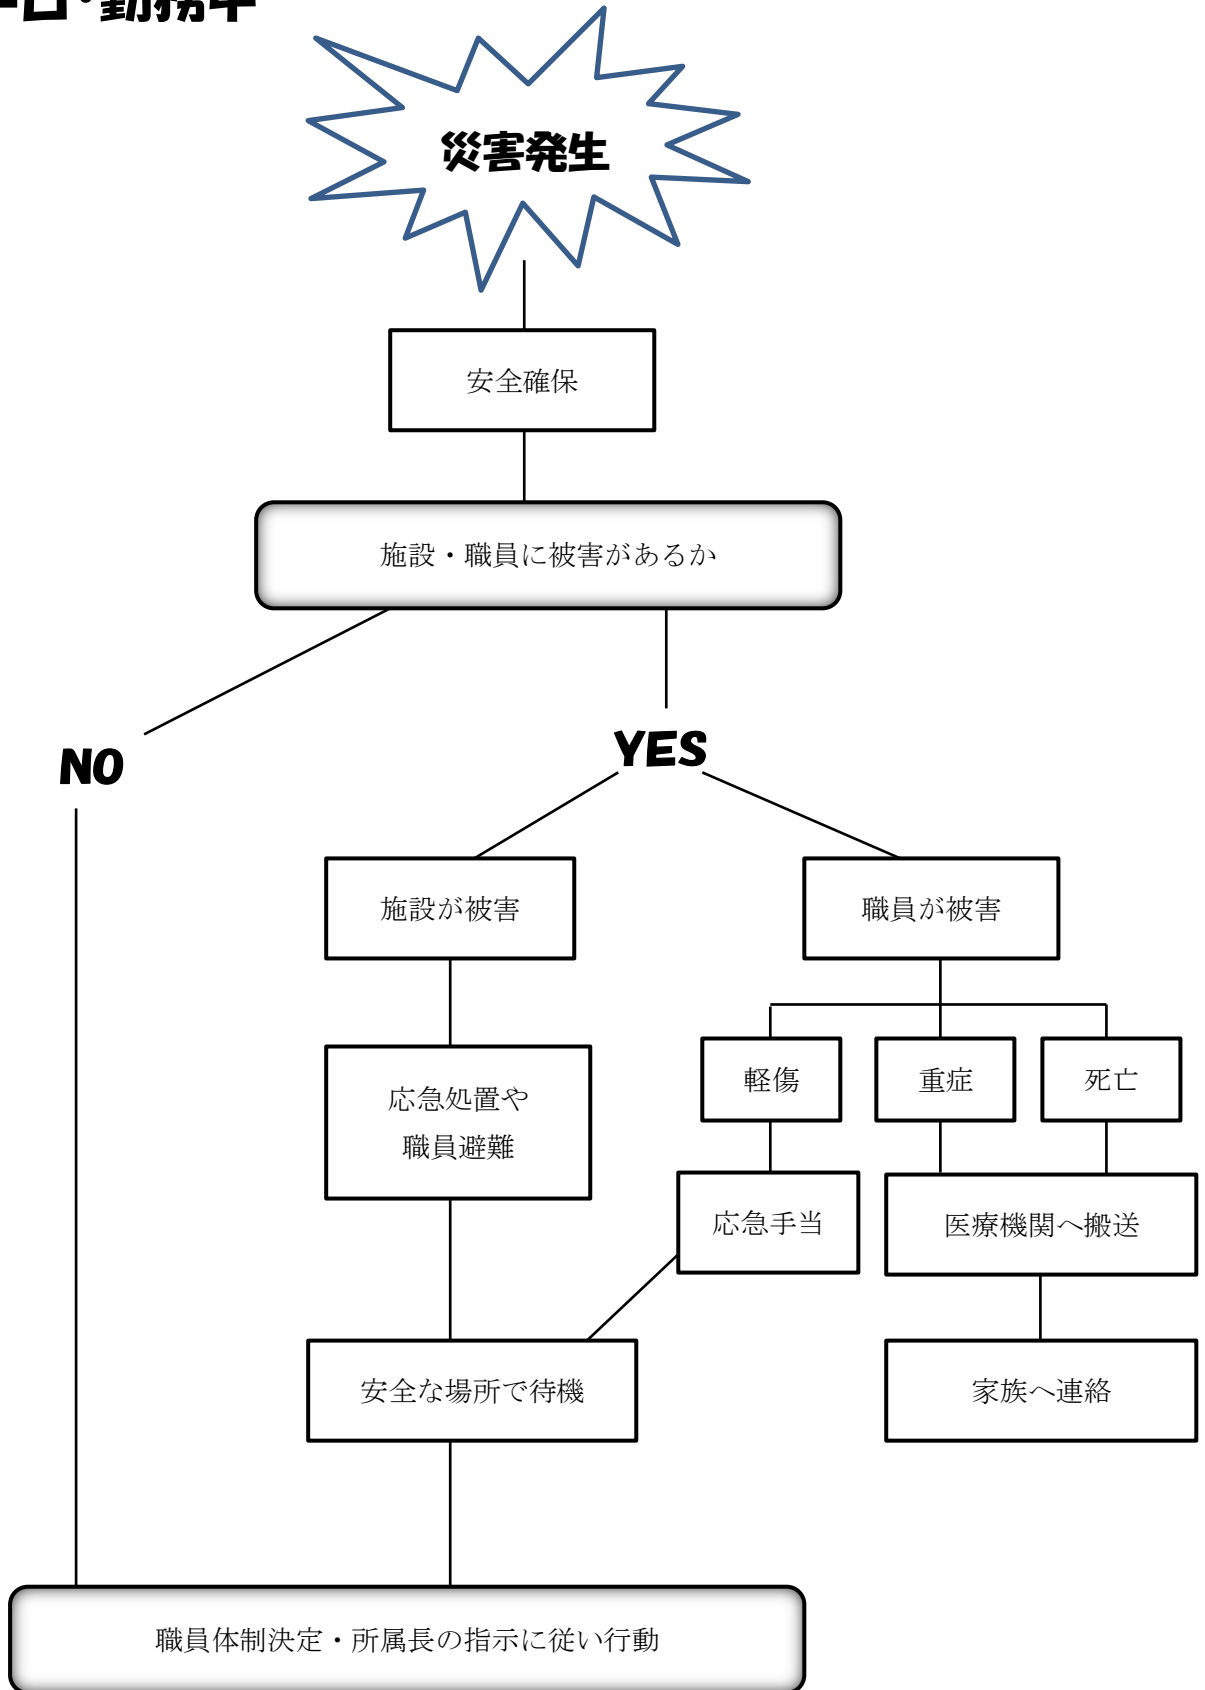 災害発生
安全確保
施設・職員に被害があるか
NO
YES
施設が被害
職員が被害
軽傷
重症
死亡
応急処置や
職員避難
応急手当
医療機関へ搬送
安全な場所で待機
家族へ連絡
職員体制決定・所属長の指示に従い行動